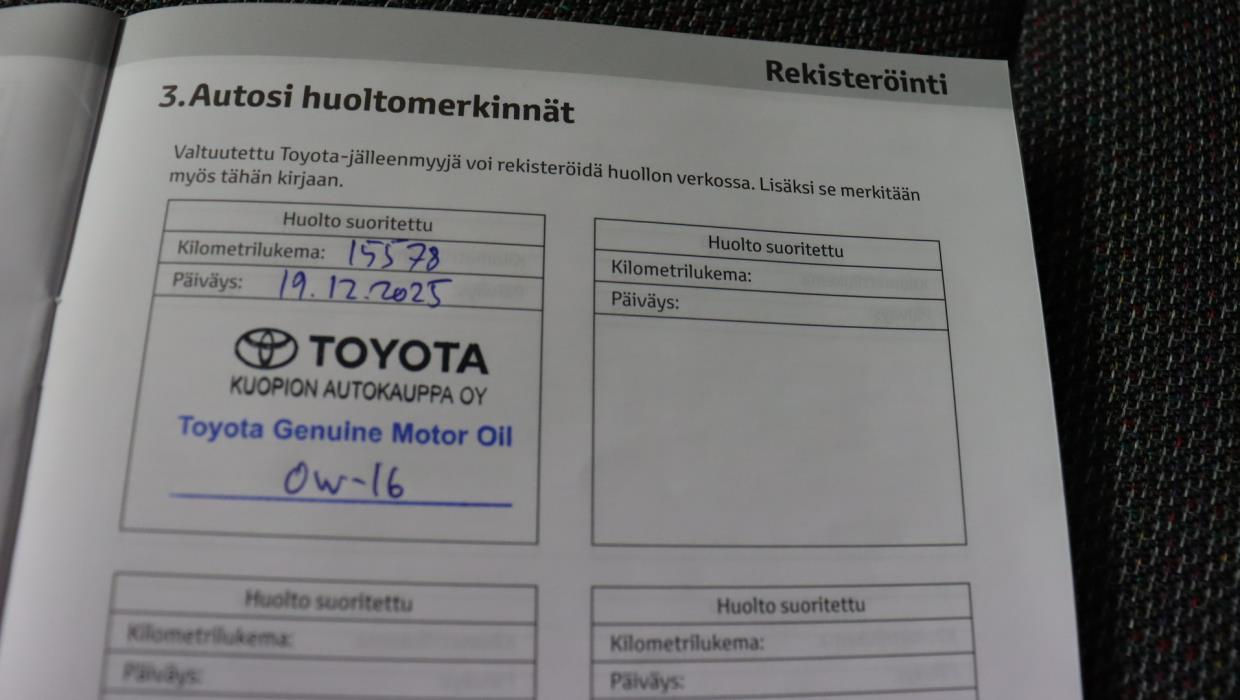 Rekisteröinti
3. Autosi huoltomerkinnät
Valtuutettu Toyota-jälleenmyyjä voi rekisteröidä huollon verkossa. Lisäksi se merkitään
myös tähän kirjaan.
Huolto suoritettu
Kilometrilukema: 15578
Päiväys: 19.12.2025
TOYOTA
KUOPION AUTOKAUPPA OY
Toyota Genuine Motor Oil
0W-16
Huolto suoritettu
Kilometrilukema:
Päiväys:
Huolto suoritettu
Kilometrilukema:
Päiväys:
Huolto suoritettu
Kilometrilukema:
Päiväys: